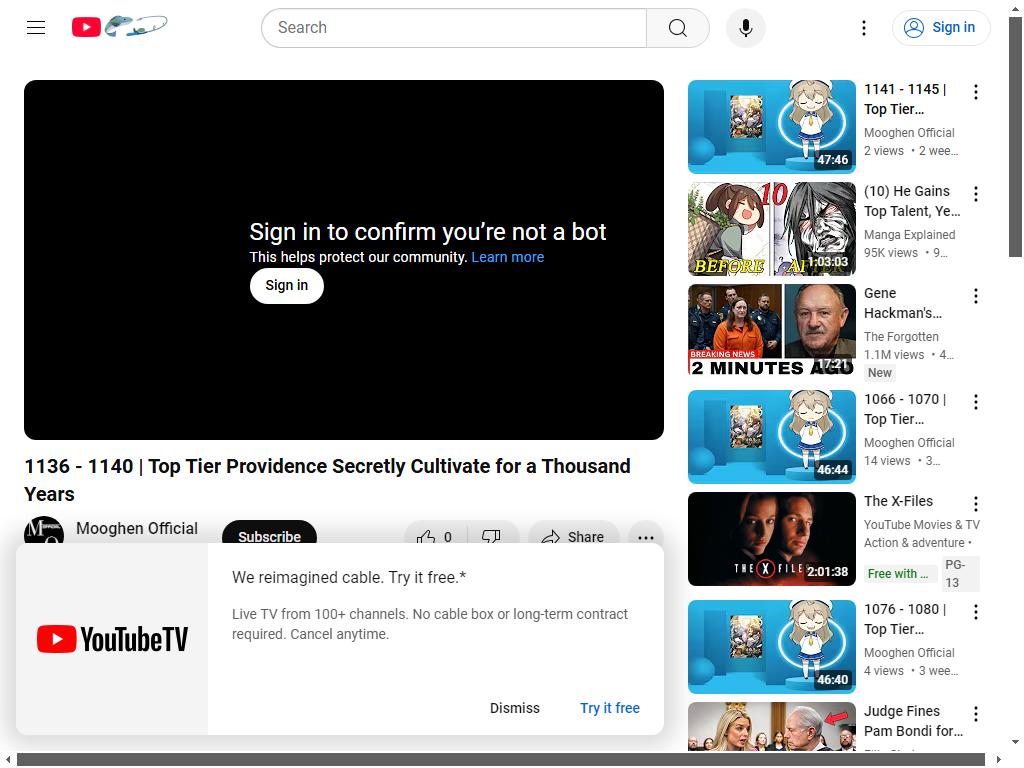 Search
Sign in
Sign in to confirm you’re not a bot
This helps protect our community. Learn more
Sign in
1136 - 1140 | Top Tier Providence Secretly Cultivate for a Thousand
Years
Mooghen Official
Subscribe
0
Share
We reimagined cable. Try it free.*
Live TV from 100+ channels. No cable box or long-term contract
required. Cancel anytime.
YouTubeTV
Dismiss
Try it free
1141 - 1145 |
Top Tier…
Mooghen Official
2 views • 2 wee…
47:46
(10) He Gains
Top Talent, Ye…
Manga Explained
95K views • 9…
10
BEFORE
AFTER
1:03:03
Gene
Hackman's…
The Forgotten
1.1M views • 4…
New
BREAKING NEWS
2 MINUTES AGO
17:21
1066 - 1070 |
Top Tier…
Mooghen Official
14 views • 3…
46:44
The X-Files
YouTube Movies & TV
Action & adventure •
Free with …
PG-
13
THE X FILES
2:01:38
1076 - 1080 |
Top Tier…
Mooghen Official
4 views • 3 wee…
46:40
Judge Fines
Pam Bondi for…